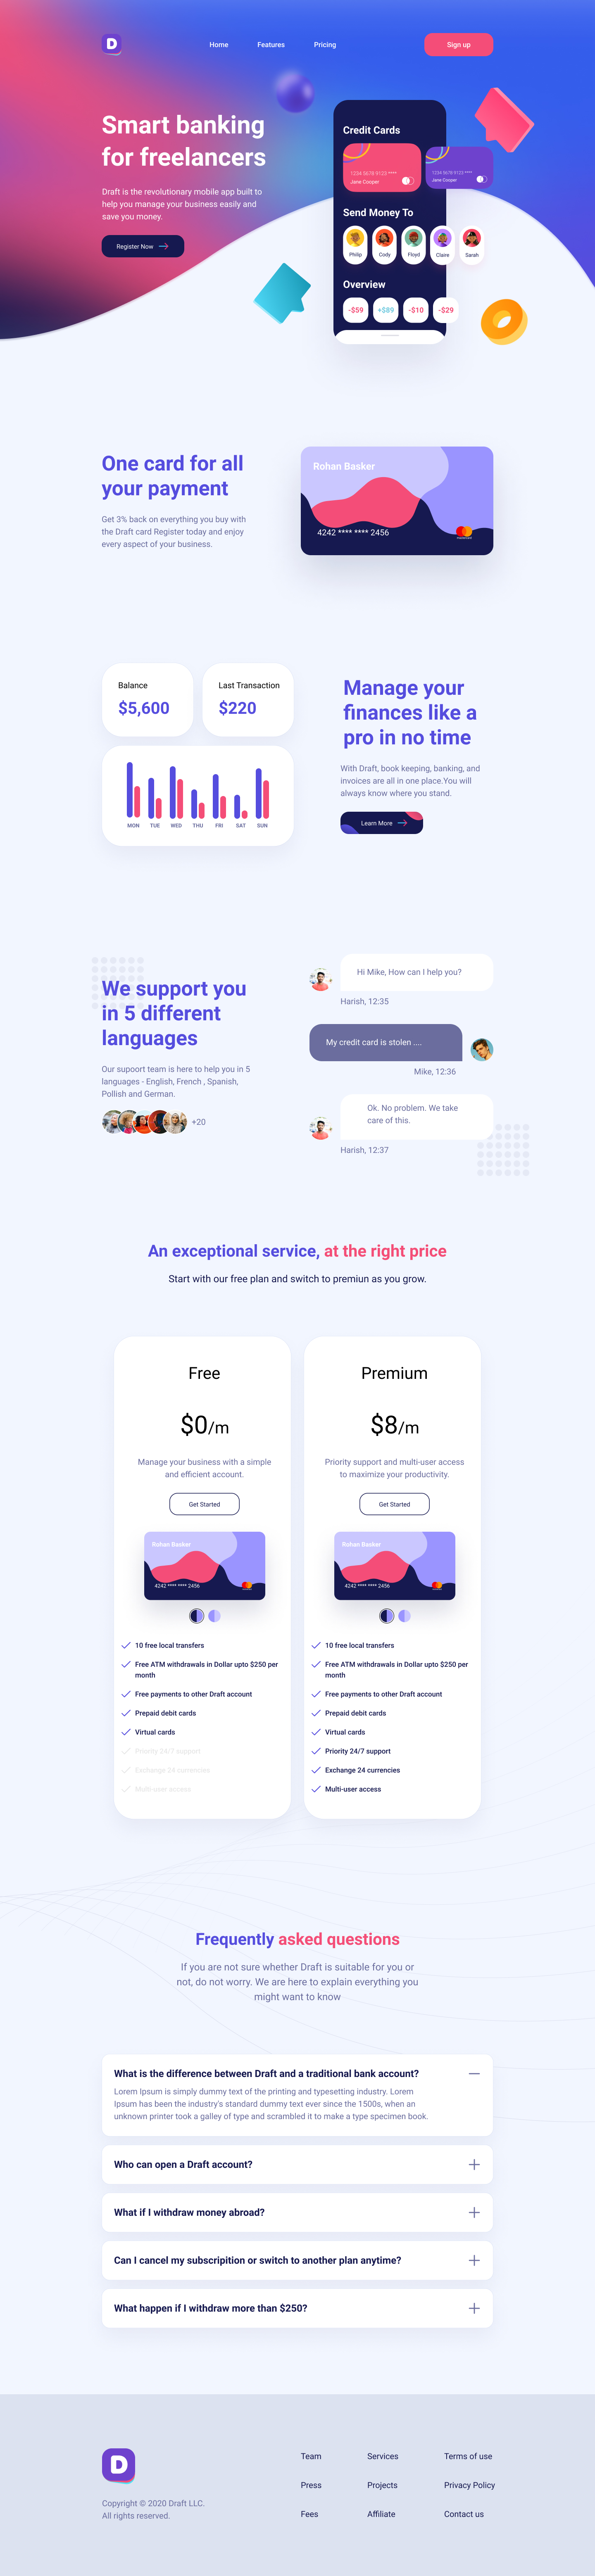 D
Home Features Pricing
Sign up
Smart banking
for freelancers
Draft is the revolutionary mobile app built to
help you manage your business easily and
save you money.
Register Now
Credit Cards
1234 5678 9123 ****
Jane Cooper
1234 5678 9123 ****
Jane Cooper
Send Money To
Philip Cody Floyd Claire Sarah
Overview
-$59 +$89 -$10 -$29
One card for all
your payment
Get 3% back on everything you buy with
the Draft card Register today and enjoy
every aspect of your business.
Rohan Basker
4242 **** **** 2456
mastercard
Balance
$5,600
Last Transaction
$220
MON TUE WED THU FRI SAT SUN
Manage your
finances like a
pro in no time
With Draft, book keeping, banking, and
invoices are all in one place.You will
always know where you stand.
Learn More
We support you
in 5 different
languages
Our supoort team is here to help you in 5
languages - English, French , Spanish,
Pollish and German.
+20
Hi Mike, How can I help you?
Harish, 12:35
My credit card is stolen ....
Mike, 12:36
Ok. No problem. We take
care of this.
Harish, 12:37
An exceptional service, at the right price
Start with our free plan and switch to premiun as you grow.
Free
$0/m
Manage your business with a simple
and efficient account.
Get Started
Rohan Basker
4242 **** **** 2456
10 free local transfers
Free ATM withdrawals in Dollar upto $250 per
month
Free payments to other Draft account
Prepaid debit cards
Virtual cards
Priority 24/7 support
Exchange 24 currencies
Multi-user access
Premium
$8/m
Priority support and multi-user access
to maximize your productivity.
Get Started
Rohan Basker
4242 **** **** 2456
10 free local transfers
Free ATM withdrawals in Dollar upto $250 per
month
Free payments to other Draft account
Prepaid debit cards
Virtual cards
Priority 24/7 support
Exchange 24 currencies
Multi-user access
Frequently asked questions
If you are not sure whether Draft is suitable for you or
not, do not worry. We are here to explain everything you
might want to know
What is the difference between Draft and a traditional bank account?
Lorem Ipsum is simply dummy text of the printing and typesetting industry. Lorem
Ipsum has been the industry's standard dummy text ever since the 1500s, when an
unknown printer took a galley of type and scrambled it to make a type specimen book.
Who can open a Draft account?
What if I withdraw money abroad?
Can I cancel my subscripition or switch to another plan anytime?
What happen if I withdraw more than $250?
D
Copyright © 2020 Draft LLC.
All rights reserved.
Team Services Terms of use
Press Projects Privacy Policy
Fees Affiliate Contact us